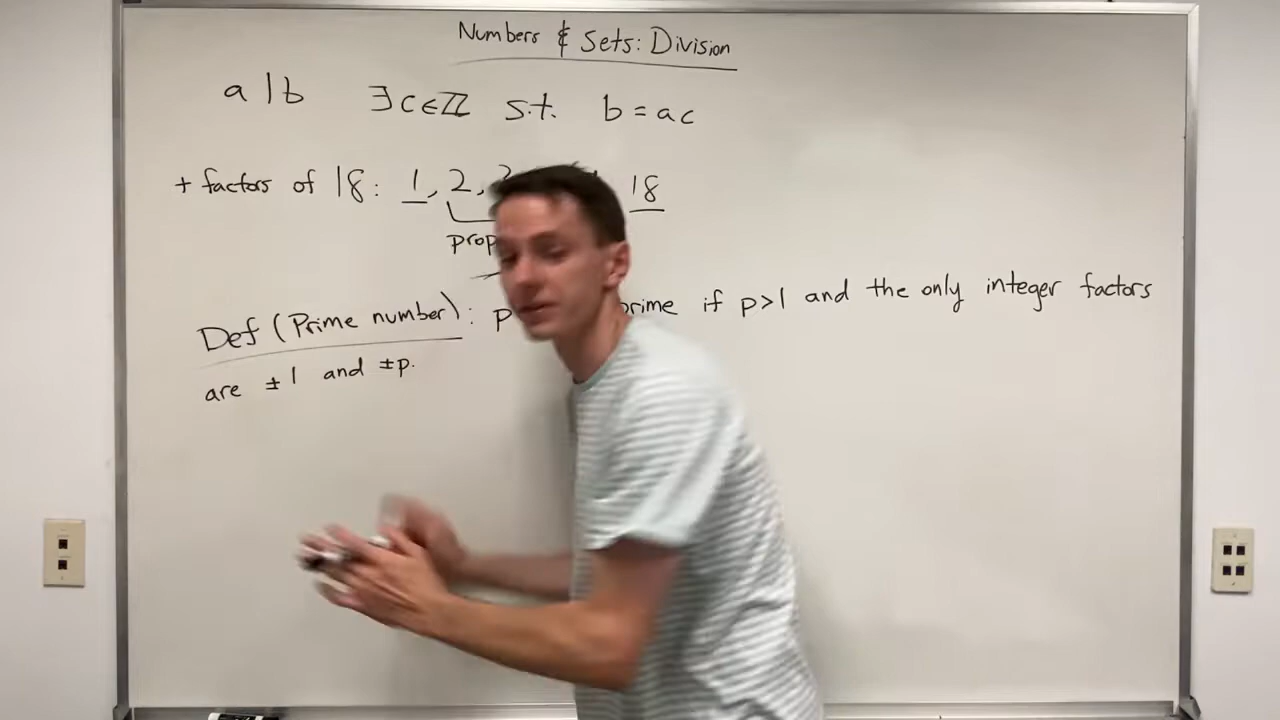 Numbers & Sets: Division
a | b ∃ c ∈ ℤ s.t. b = ac
+ factors of 18: 1, 2, 18
Def (Prime number): p prime if p>1 and the only integer factors
are ±1 and ±p.